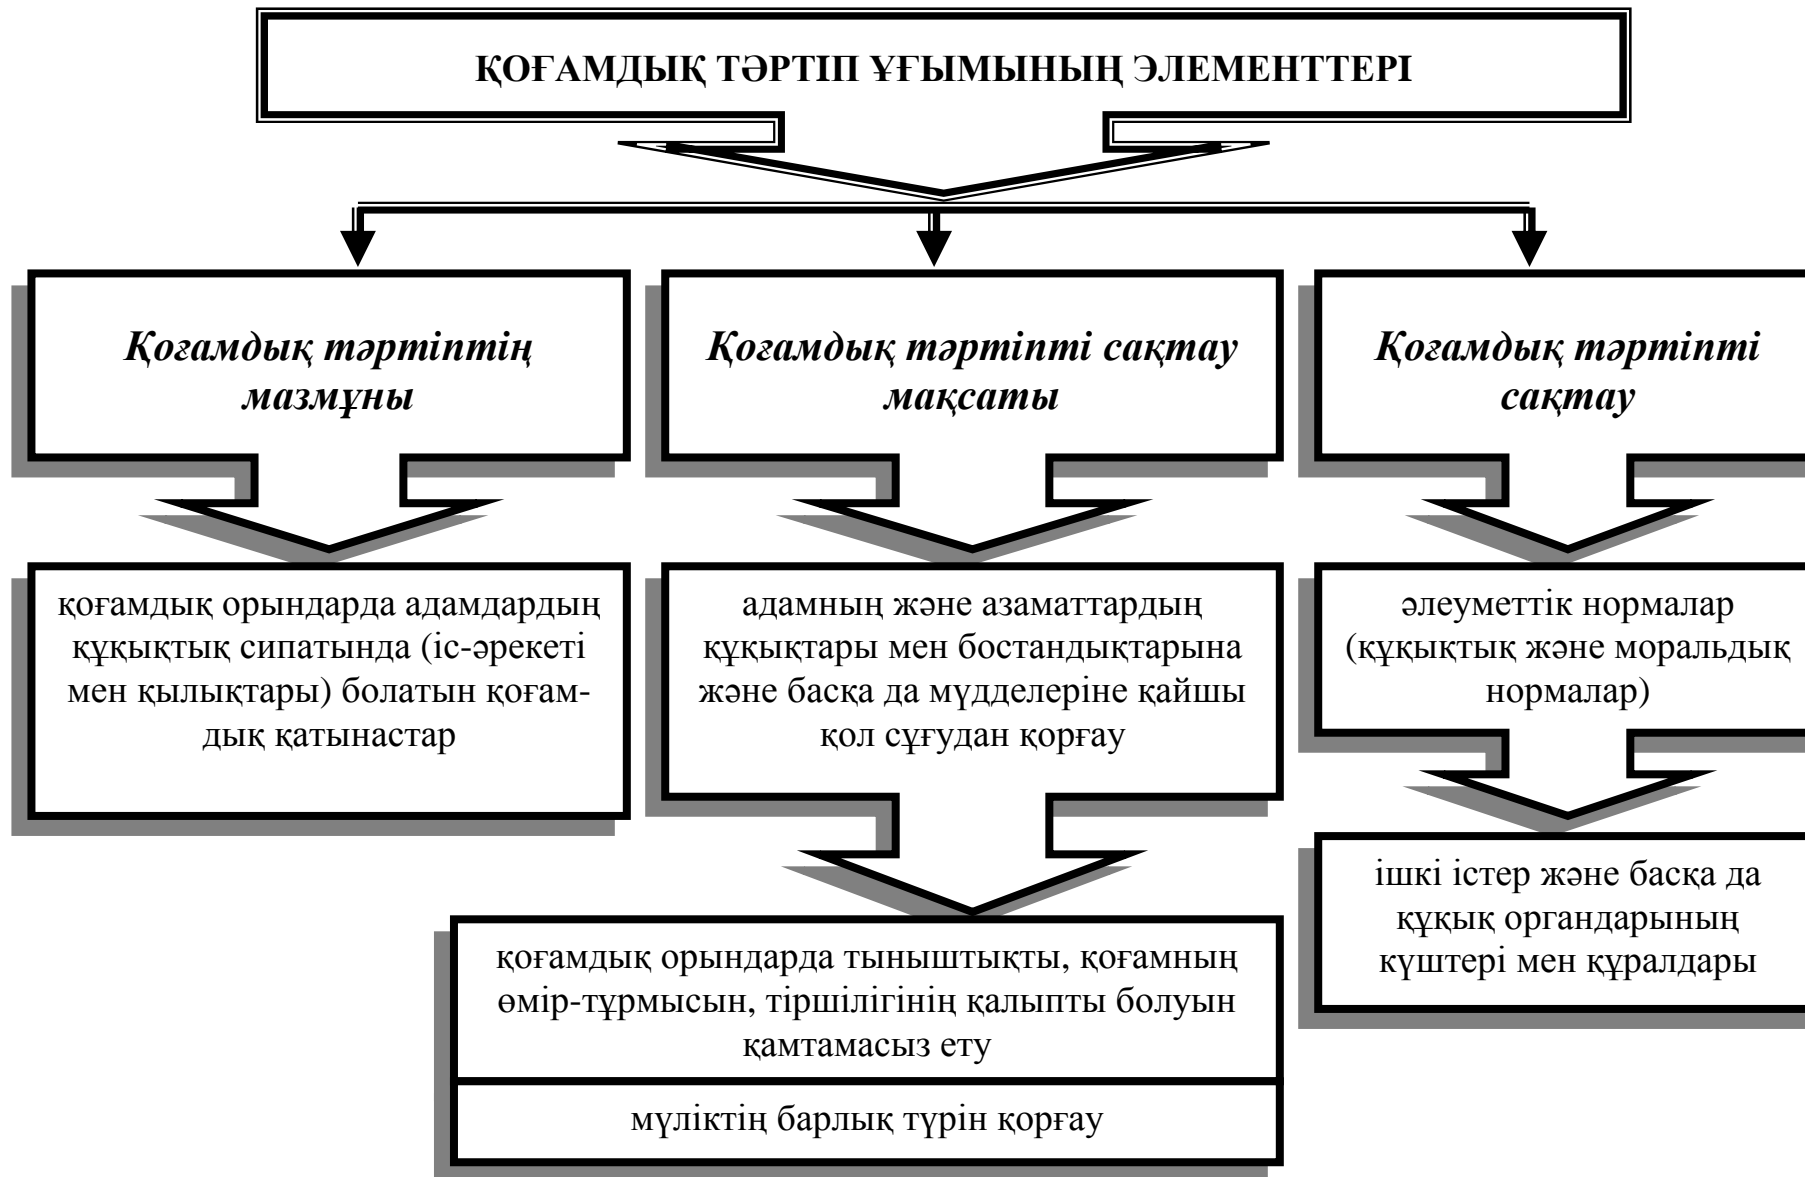 ҚОҒАМДЫҚ ТӘРТІП ҰҒЫМЫНЫҢ ЭЛЕМЕНТТЕРІ
Қоғамдық тәртіптің
мазмұны
Қоғамдық тәртіпті сақтау
мақсаты
Қоғамдық тәртіпті
сақтау
қоғамдық орындарда адамдардың
құқықтық сипатында (іс-әрекеті
мен қылықтары) болатын қоғам-
дық қатынастар
адамның және азаматтардың
құқықтары мен бостандықтарына
және басқа да мүдделеріне қайшы
қол сұғудан қорғау
әлеуметтік нормалар
(құқықтық және моральдық
нормалар)
қоғамдық орындарда тыныштықты, қоғамның
өмір-тұрмысын, тіршілігінің қалыпты болуын
қамтамасыз ету
мүліктің барлық түрін қорғау
ішкі істер және басқа да
құқық органдарының
күштері мен құралдары